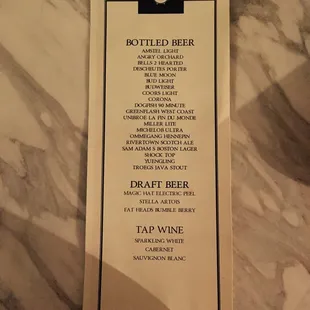 BOTTLED BEER
AMSTEL LIGHT
ANGRY ORCHARD
BELLS 2 HEARTED
DESCHUTES PORTER
BLUE MOON
BUD LIGHT
BUDWEISER
COORS LIGHT
CORONA
DOGFISH 90 MINUTE
GREENFLASH WEST COAST
UNIBROE LA FIN DU MONDE
MILLER LITE
MICHELOB ULTRA
OMMEGANG HENNEPIN
RIVERTOWN SCOTCH ALE
SAM ADAM S BOSTON LAGER
SHOCK TOP
YUENGLING
TROEGS JAVA STOUT
DRAFT BEER
MAGIC HAT ELECTRIC PEEL
STELLA ARTOIS
FAT HEADS BUMBLE BERRY
TAP WINE
SPARKLING WHITE
CABERNET
SAUVIGNON BLANC